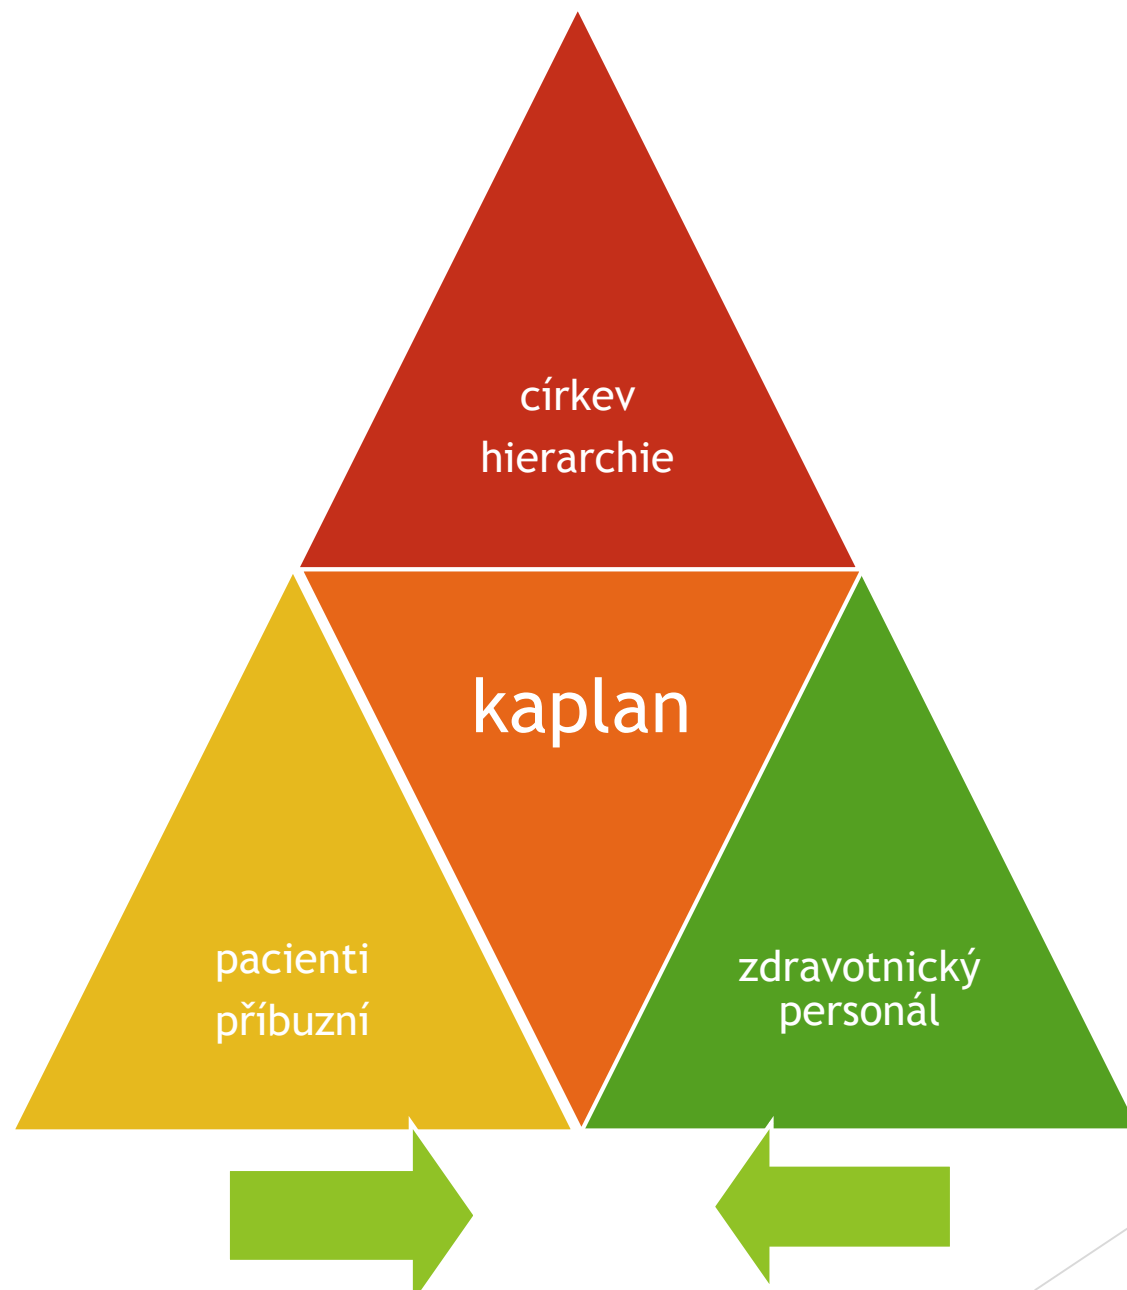 církev
hierarchie
kaplan
pacienti
příbuzní
zdravotnický
personál